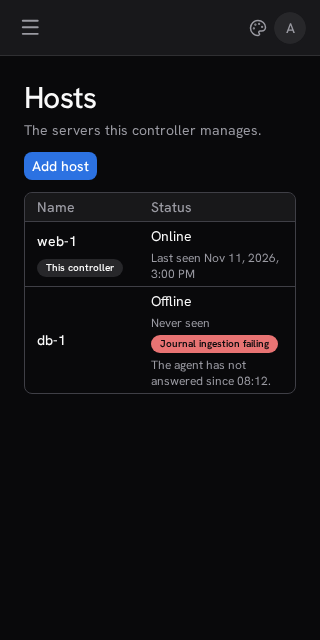 A
Hosts
The servers this controller manages.
Add host
Name Status
web-1
This controller
Online
Last seen Nov 11, 2026,
3:00 PM
db-1
Offline
Never seen
Journal ingestion failing
The agent has not
answered since 08:12.